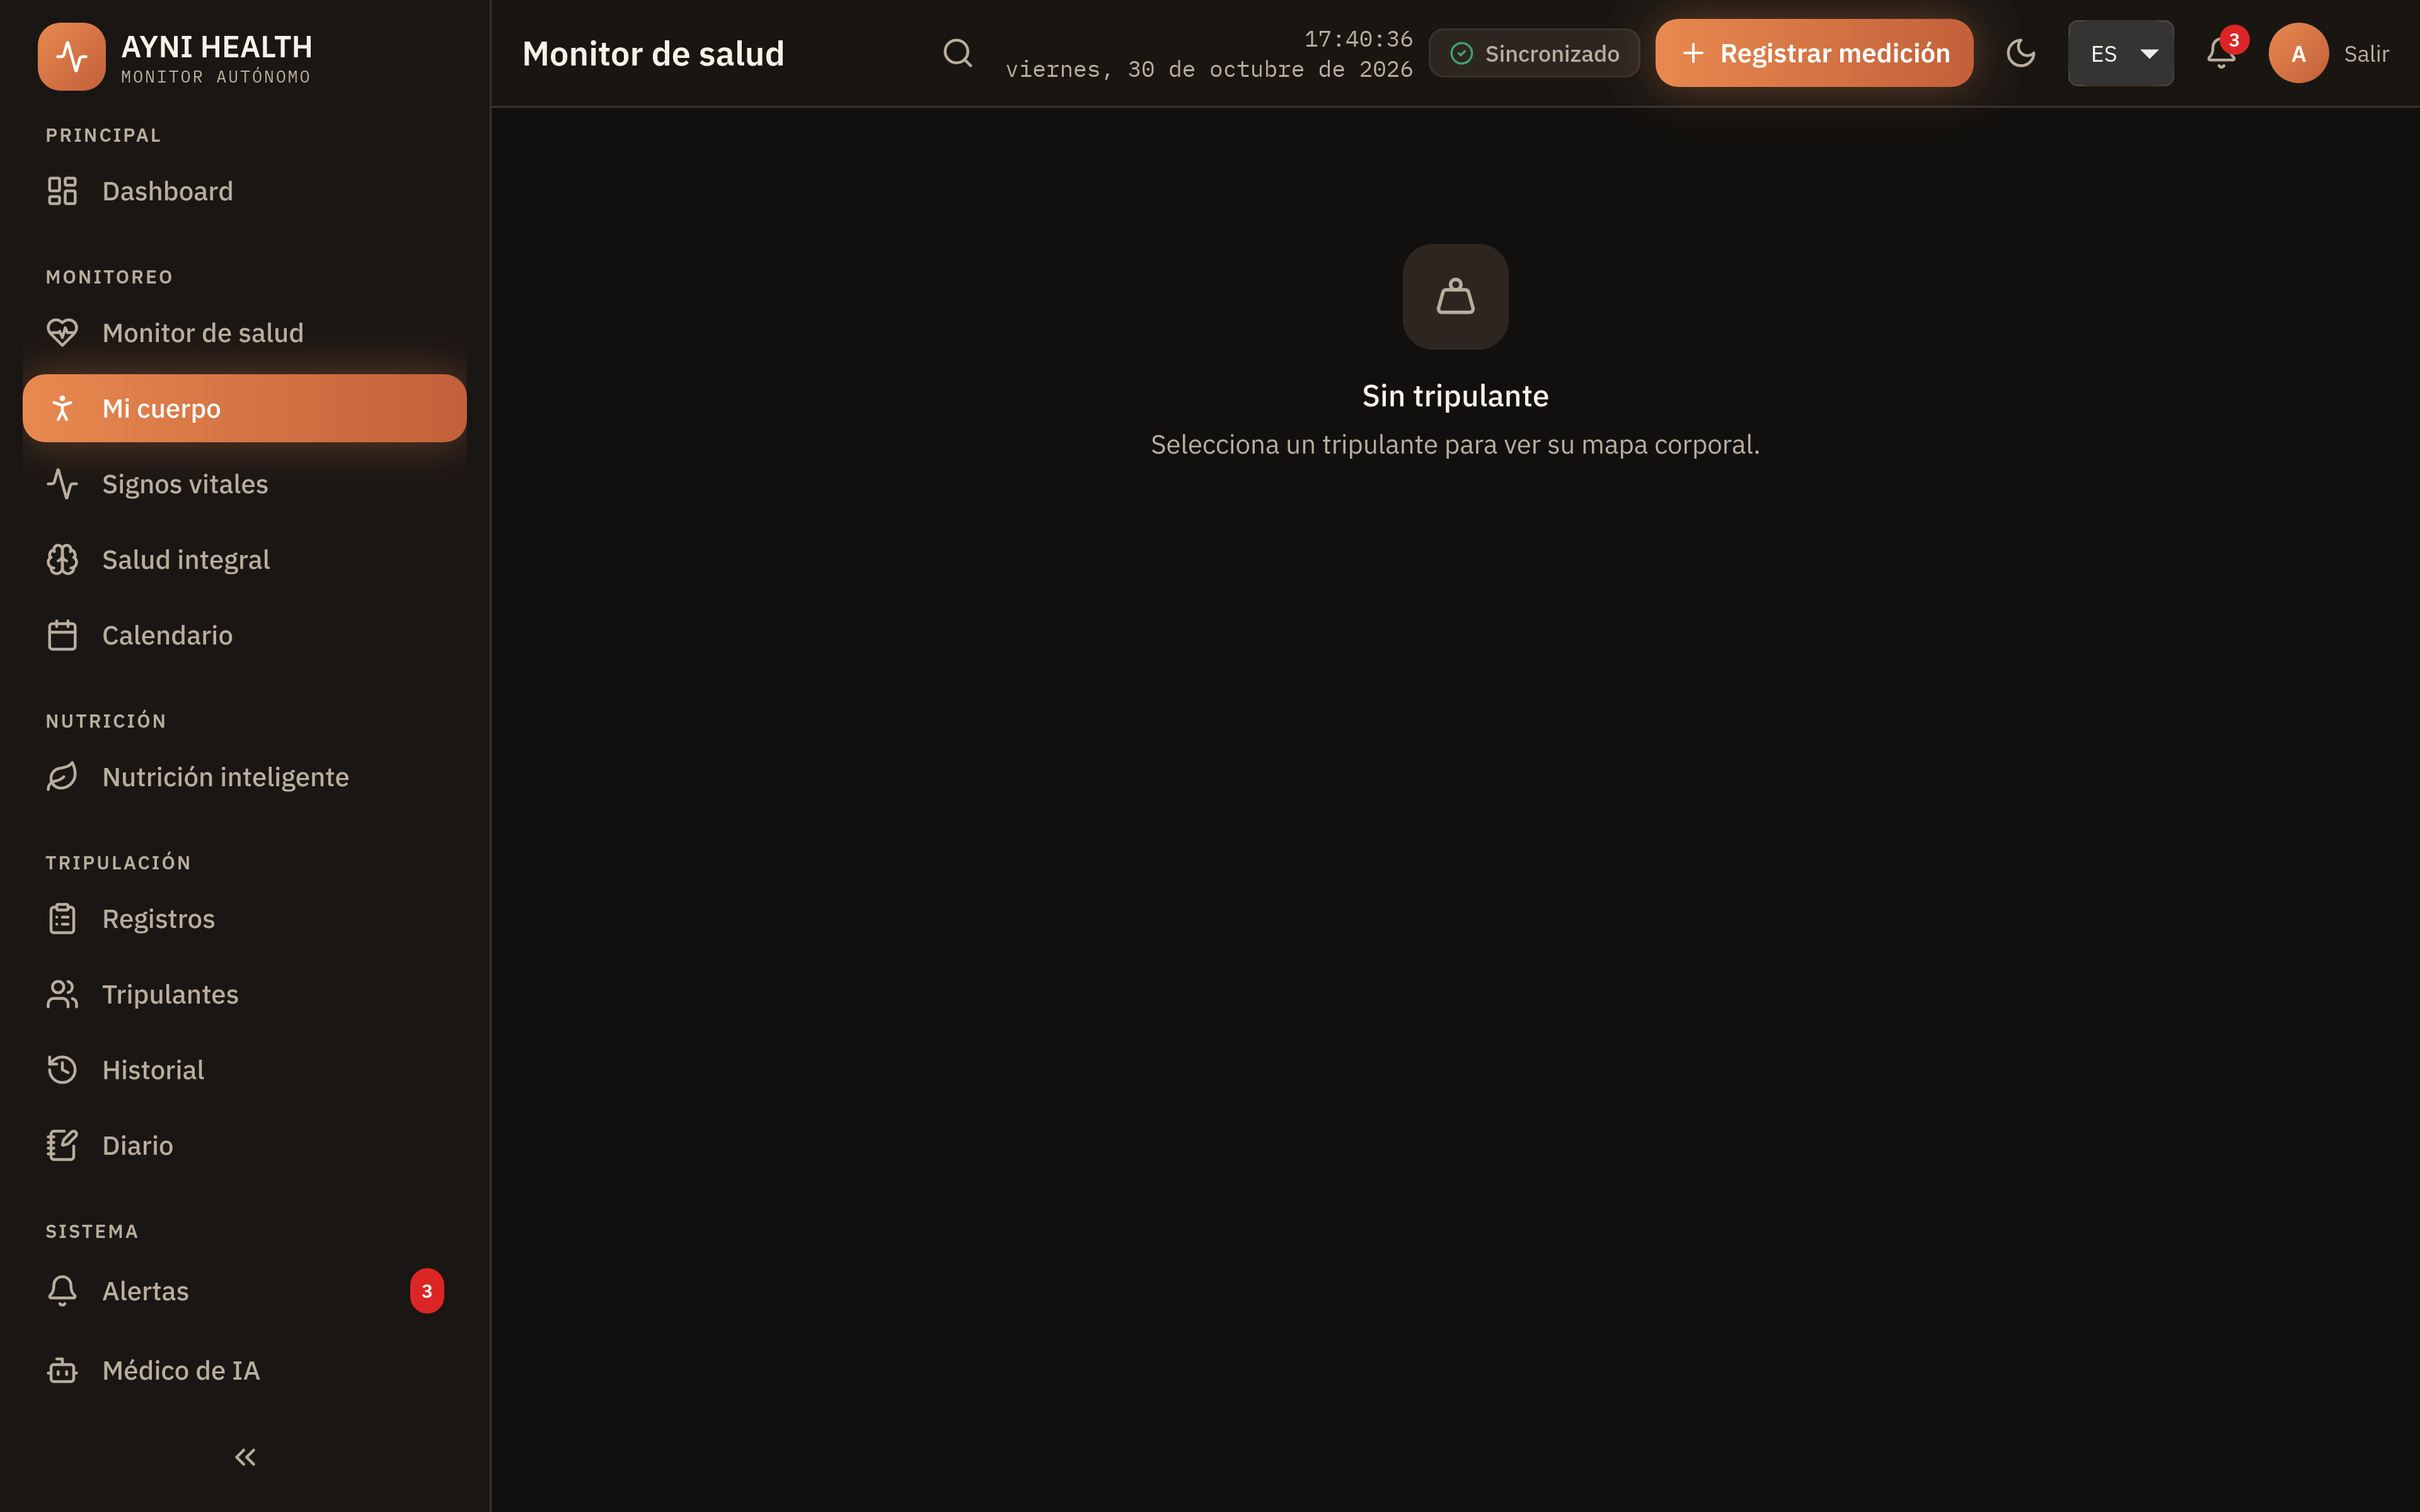 AYNI HEALTH
MONITOR AUTÓNOMO
PRINCIPAL
Dashboard
MONITOREO
Monitor de salud
Mi cuerpo
Signos vitales
Salud integral
Calendario
NUTRICIÓN
Nutrición inteligente
TRIPULACIÓN
Registros
Tripulantes
Historial
Diario
SISTEMA
Alertas 3
Médico de IA
Monitor de salud
17:40:36
viernes, 30 de octubre de 2026
Sincronizado
Registrar medición
ES
3
A
Salir
Sin tripulante
Selecciona un tripulante para ver su mapa corporal.